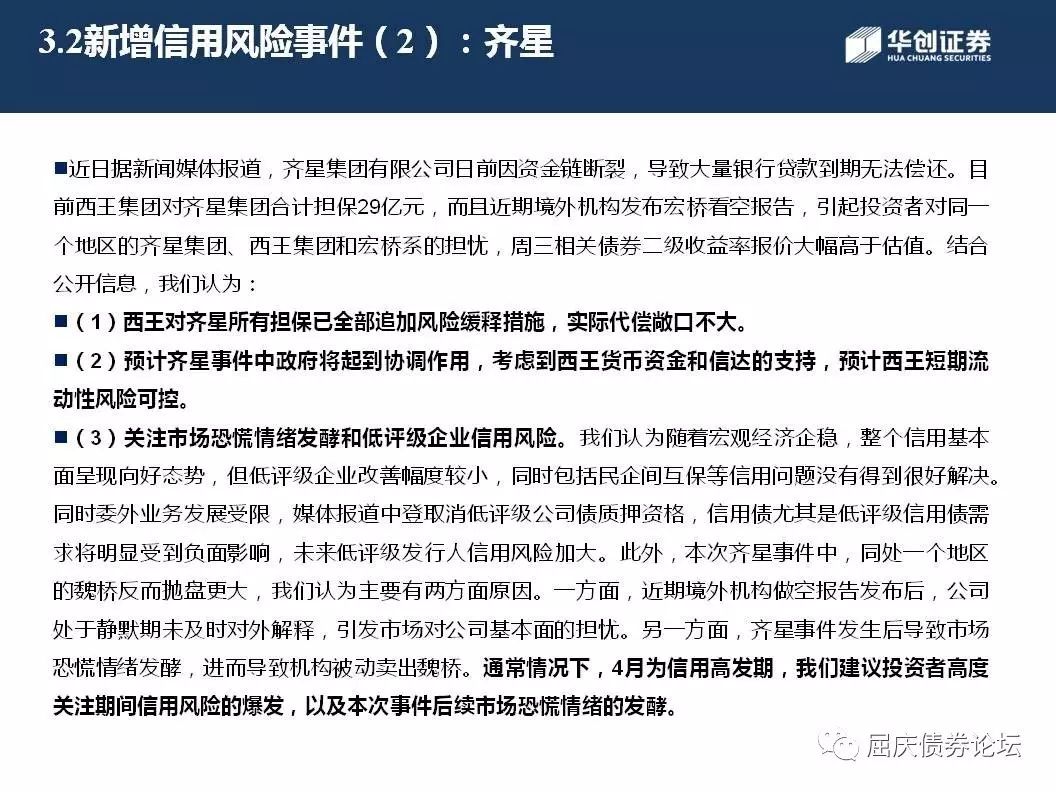 3.2新增信用风险事件（2）：齐星
华创证券
HUA CHUANG SECURITIES
■近日据新闻媒体报道，齐星集团有限公司日前因资金链断裂，导致大量银行贷款到期无法偿还。目
前西王集团对齐星集团合计担保29亿元，而且近期境外机构发布宏桥看空报告，引起投资者对同一
个地区的齐星集团、西王集团和宏桥系的担忧，周三相关债券二级收益率报价大幅高于估值。结合
公开信息，我们认为：
■（1）西王对齐星所有担保已全部追加风险缓释措施，实际代偿敞口不大。
■（2）预计齐星事件中政府将起到协调作用，考虑到西王货币资金和信达的支持，预计西王短期流
动性风险可控。
■（3）关注市场恐慌情绪发酵和低评级企业信用风险。我们认为随着宏观经济企稳，整个信用基本
面呈现向好态势，但低评级企业改善幅度较小，同时包括民企间互保等信用问题没有得到很好解决。
同时委外业务发展受限，媒体报道中登取消低评级公司债质押资格，信用债尤其是低评级信用债需
求将明显受到负面影响，未来低评级发行人信用风险加大。此外，本次齐星事件中，同处一个地区
的魏桥反而抛盘更大，我们认为主要有两方面原因。一方面，近期境外机构做空报告发布后，公司
处于静默期未及时对外解释，引发市场对公司基本面的担忧。另一方面，齐星事件发生后导致市场
恐慌情绪发酵，进而导致机构被动卖出魏桥。通常情况下，4月为信用高发期，我们建议投资者高度
关注期间信用风险的爆发，以及本次事件后续市场恐慌情绪的发酵。
屈庆债券论坛